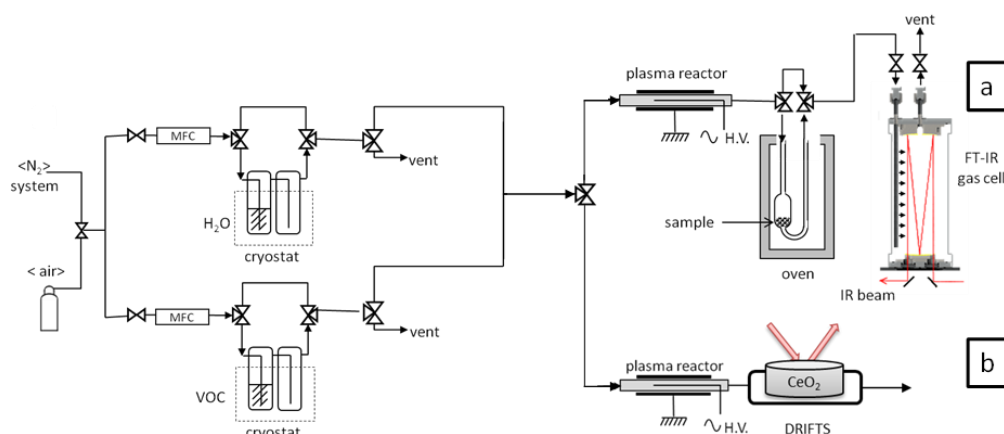 vent
a
plasma reactor
H.V.
FT-IR
gas cell
MFC
vent
<N₂>
system
H₂O
cryostat
sample
oven
< air>
IR beam
MFC
vent
VOC
cryostat
plasma reactor
CeO₂
b
H.V.
DRIFTS